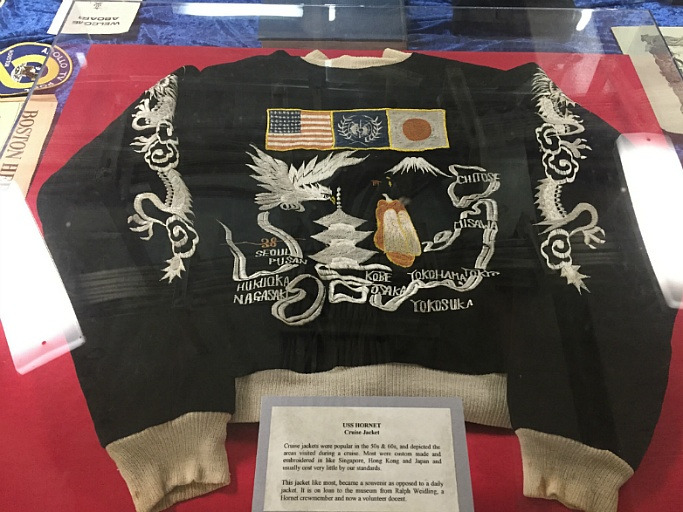 WELCOME
ABOARD
APOLLO
BOSTON HE
CHITOSE
MISAWA
38
SEOUL
PUSAN
HUKUOKA
NAGASAKI
KOBE
OSAKA
YOKOHAMA
TOKYO
YOKOSUKA
USS HORNET
Cruise Jacket
Cruise jackets were popular in the 50s & 60s, and depicted the
areas visited during a cruise. Most were custom made and
embroidered in like Singapore, Hong Kong and Japan and
usually cost very little by our standards.
This jacket like most, became a souvenir as opposed to a daily
jacket. It is on loan to the museum from Ralph Weidling, a
Hornet crewmember and now a volunteer docent.